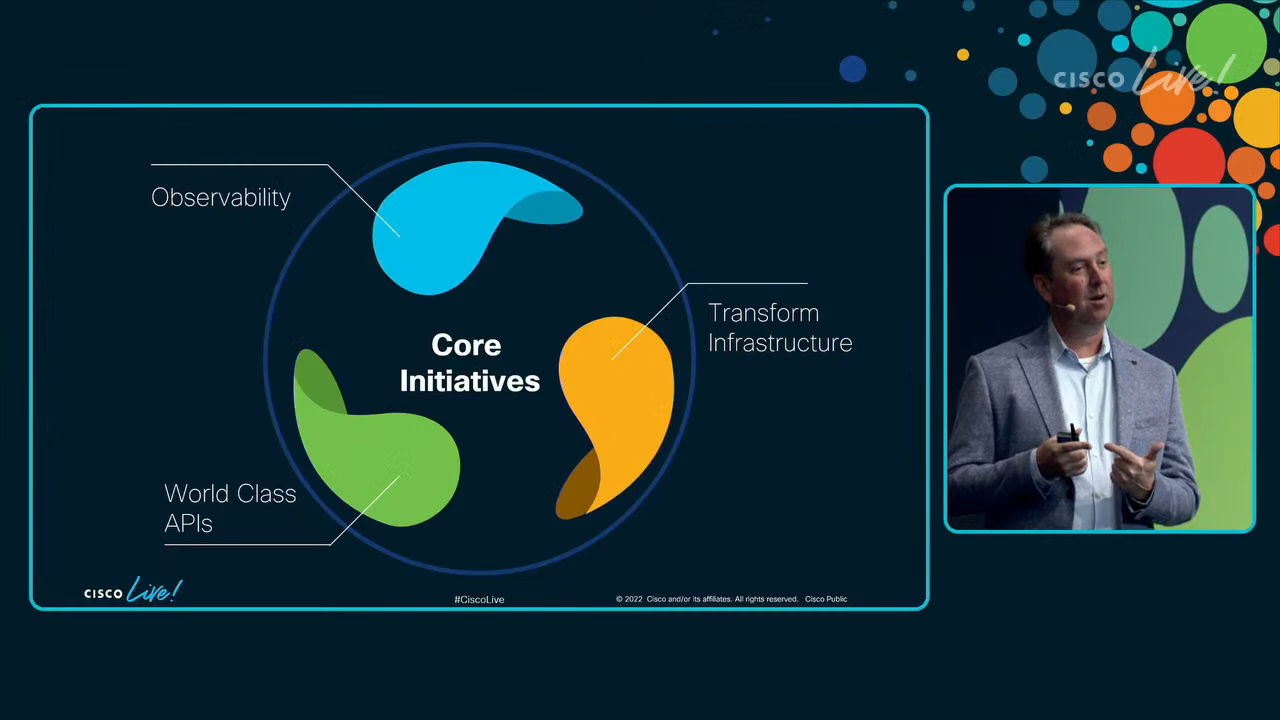 CISCO Live!
Observability
Transform
Infrastructure
Core
Initiatives
World Class
APIs
CISCO Live!
#CiscoLive
© 2022 Cisco and/or its affiliates. All rights reserved. Cisco Public